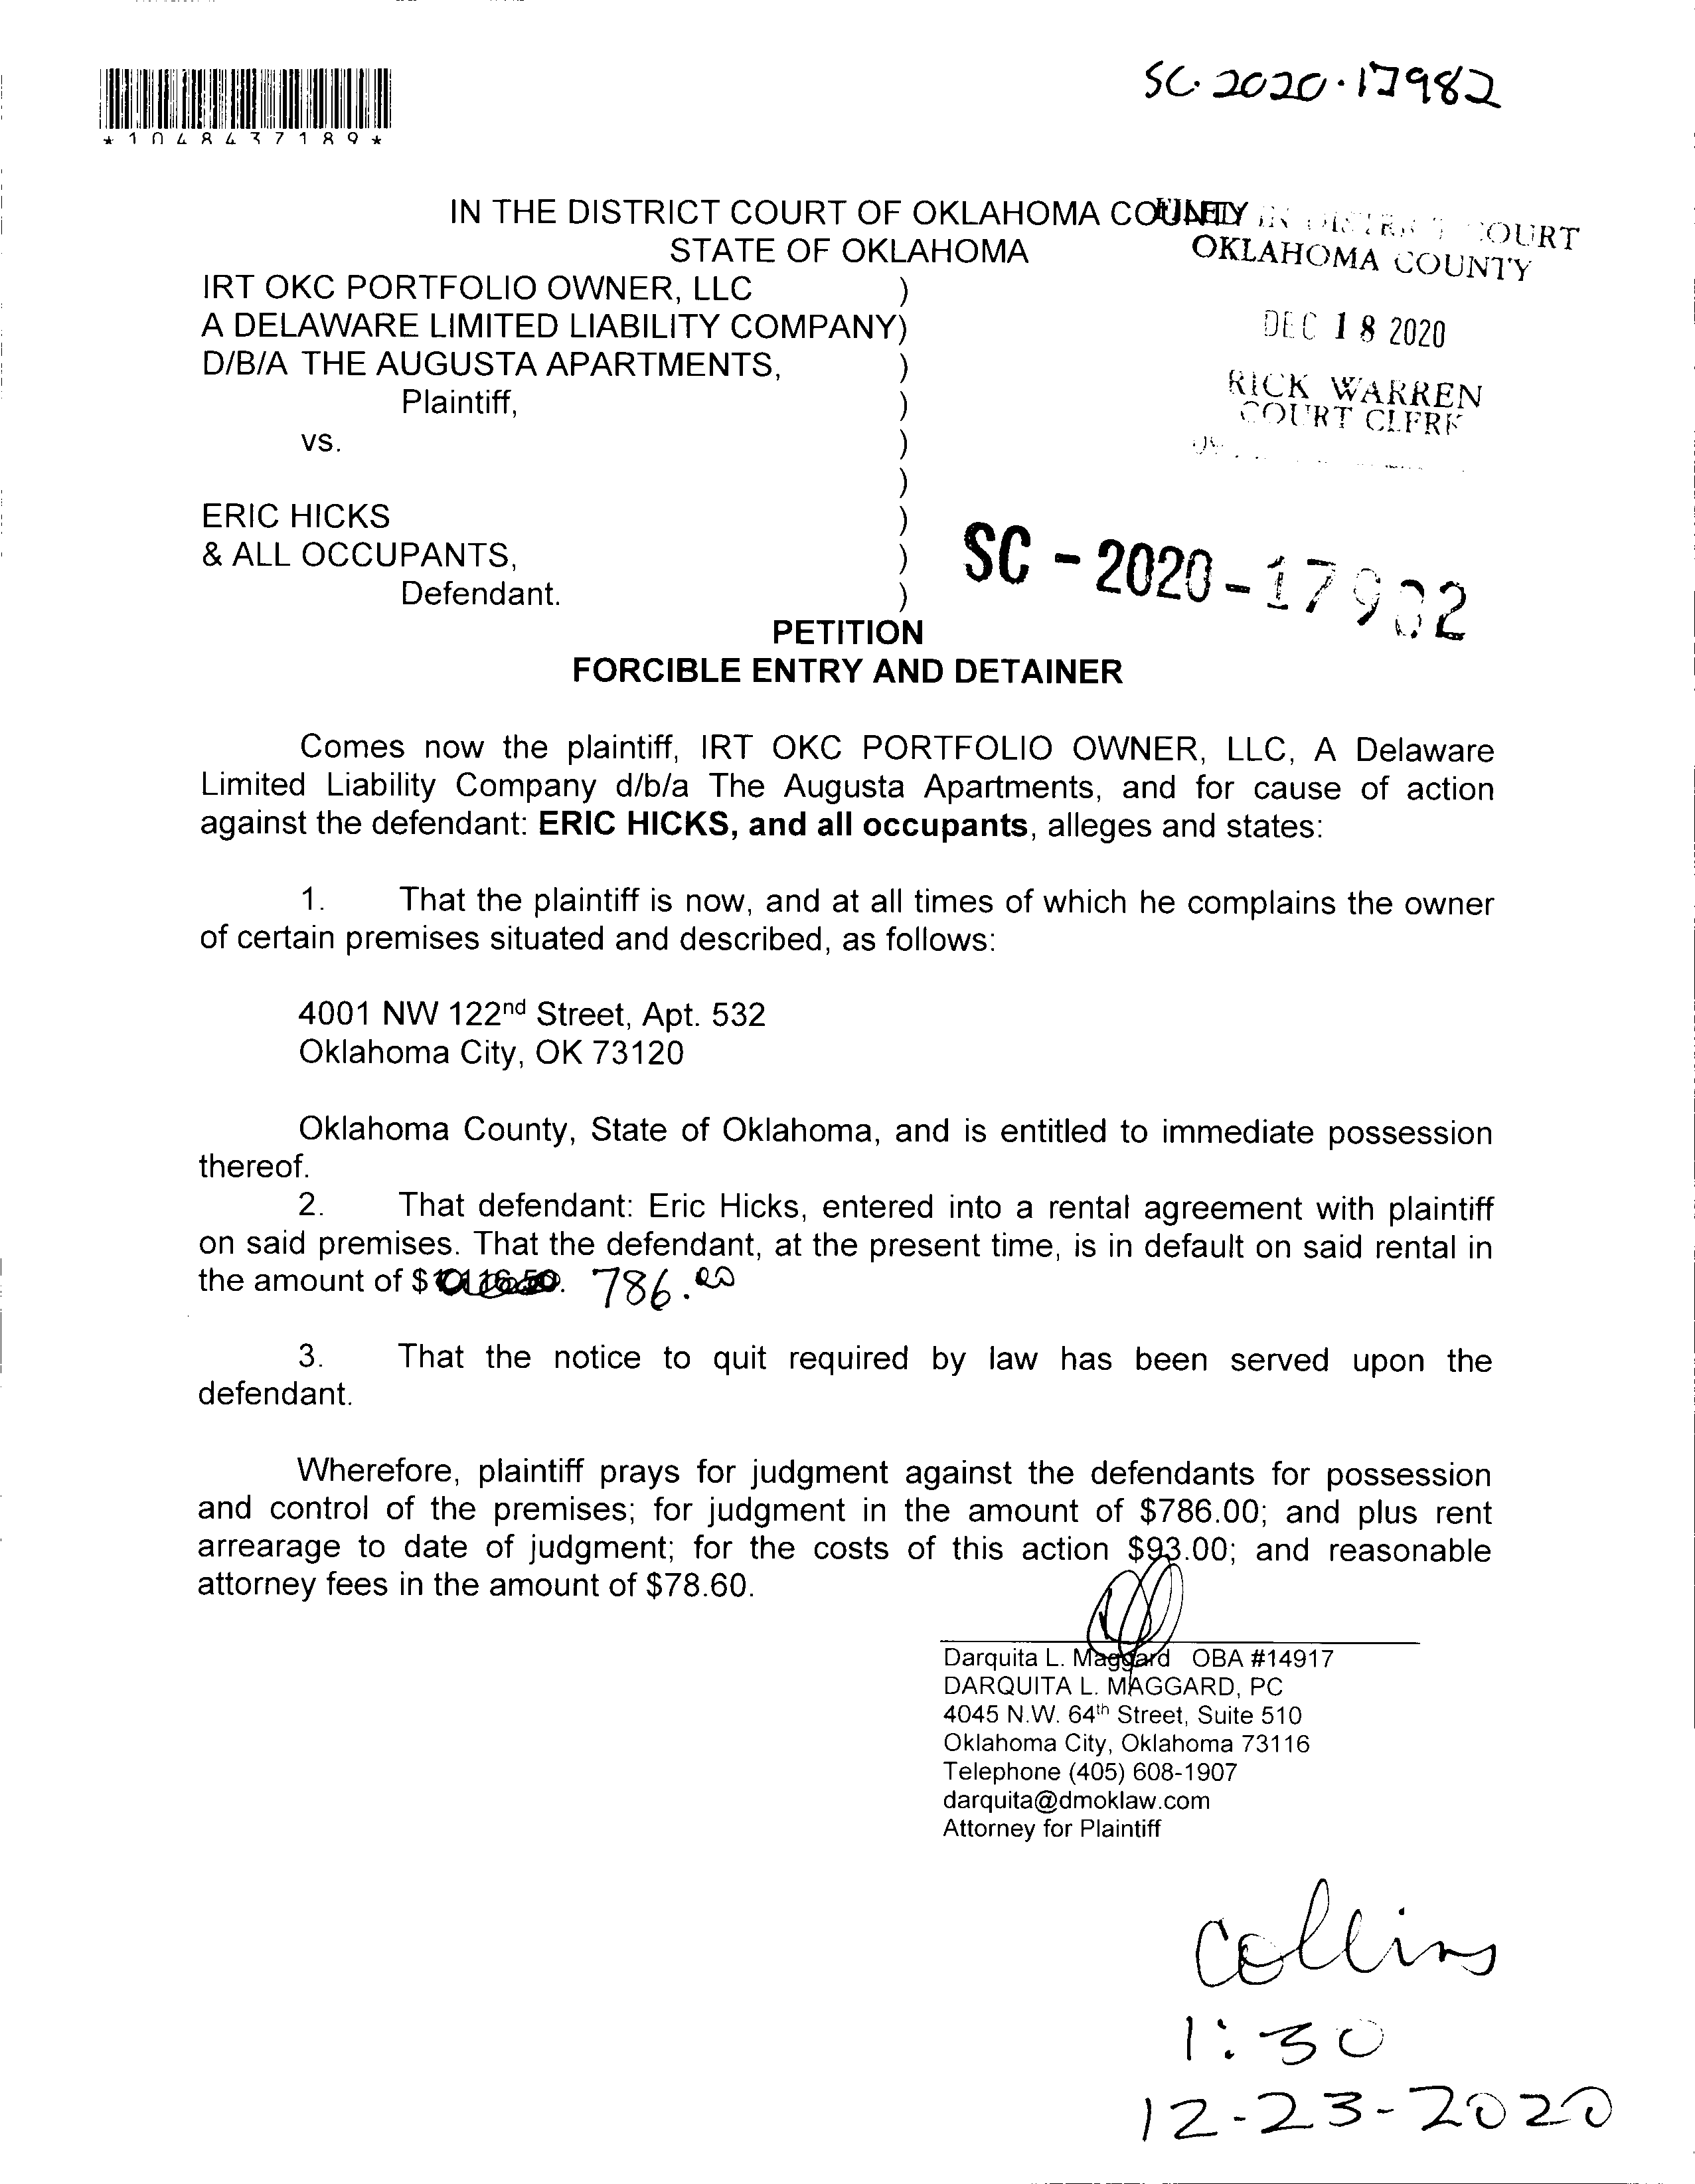 SC-2020-17982
*1048437189*
IN THE DISTRICT COURT OF OKLAHOMA COUNTY
FILED IN DISTRICT COURT
STATE OF OKLAHOMA
OKLAHOMA COUNTY
IRT OKC PORTFOLIO OWNER, LLC )
A DELAWARE LIMITED LIABILITY COMPANY)
DEC 18 2020
D/B/A THE AUGUSTA APARTMENTS, )
RICK WARREN
Plaintiff, )
COURT CLERK
vs. )
)
ERIC HICKS )
& ALL OCCUPANTS, )
SC - 2020 - 17982
Defendant. )
PETITION
FORCIBLE ENTRY AND DETAINER
Comes now the plaintiff, IRT OKC PORTFOLIO OWNER, LLC, A Delaware
Limited Liability Company d/b/a The Augusta Apartments, and for cause of action
against the defendant: ERIC HICKS, and all occupants, alleges and states:
1. That the plaintiff is now, and at all times of which he complains the owner
of certain premises situated and described, as follows:
4001 NW 122nd Street, Apt. 532
Oklahoma City, OK 73120
Oklahoma County, State of Oklahoma, and is entitled to immediate possession
thereof.
2. That defendant: Eric Hicks, entered into a rental agreement with plaintiff
on said premises. That the defendant, at the present time, is in default on said rental in
the amount of $ 786.00
3. That the notice to quit required by law has been served upon the
defendant.
Wherefore, plaintiff prays for judgment against the defendants for possession
and control of the premises; for judgment in the amount of $786.00; and plus rent
arrearage to date of judgment; for the costs of this action $93.00; and reasonable
attorney fees in the amount of $78.60.
Darquita L. Maggard OBA #14917
DARQUITA L. MAGGARD, PC
4045 N.W. 64th Street, Suite 510
Oklahoma City, Oklahoma 73116
Telephone (405) 608-1907
darquita@dmoklaw.com
Attorney for Plaintiff
Collins
1:30
12-23-2020